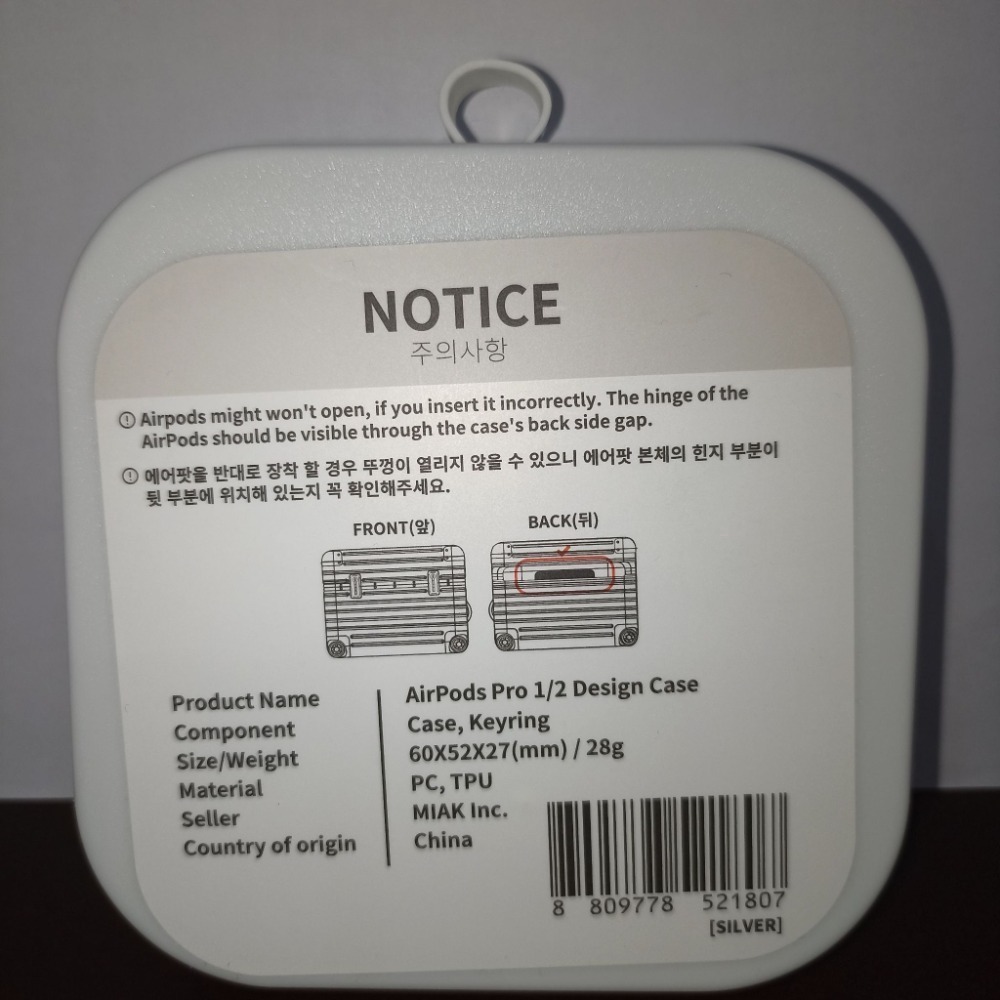 NOTICE
주의사항
Airpods might won't open, if you insert it incorrectly. The hinge of the
AirPods should be visible through the case's back side gap.
에어팟을 반대로 장착 할 경우 뚜껑이 열리지 않을 수 있으니 에어팟 본체의 힌지 부분이
뒷 부분에 위치해 있는지 꼭 확인해주세요.
FRONT(앞) BACK(뒤)
Product Name AirPods Pro 1/2 Design Case
Component Case, Keyring
Size/Weight 60X52X27(mm) / 28g
Material PC, TPU
Seller MIAK Inc.
Country of origin China
8 809778 521807
[SILVER]